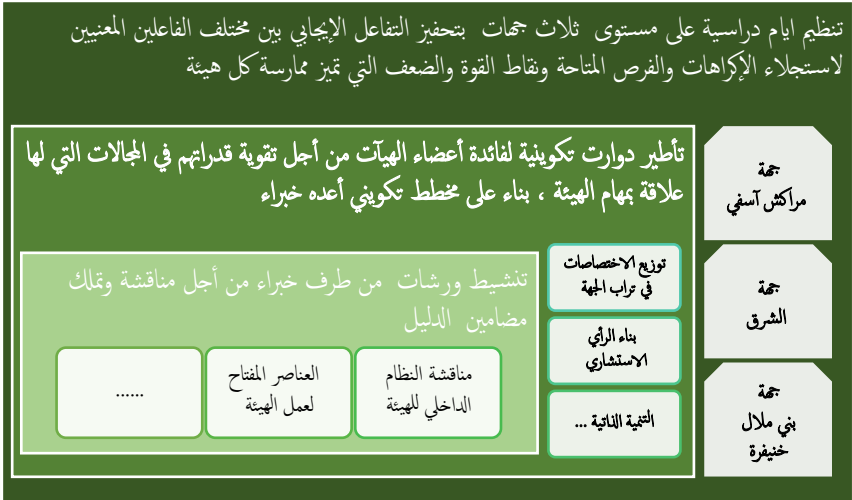 تنظيم ايام دراسية على مستوى ثلاث جهات بتحفيز التفاعل الإيجابي بين مختلف الفاعلين المعنيين
لاستجلاء الإكراهات والفرص المتاحة ونقاط القوة والضعف التي تميز ممارسة كل هيئة
جهة
مراكش آسفي
جهة
الشرق
جهة
بني ملال
خنيفرة
تأطير دوارت تكوينية لفائدة أعضاء الهيآت من أجل تقوية قدراتهم في المجالات التي لها
علاقة بمهام الهيئة ، بناء على مخطط تكويني أعده خبراء
توزيع الاختصاصات
في تراب الجهة
بناء الرأي
الاستشاري
التنمية الذاتية ...
تنشيط ورشات من طرف خبراء من أجل مناقشة وتملك
مضامين الدليل
مناقشة النظام
الداخلي للهيئة
العناصر المفتاح
لعمل الهيئة
......